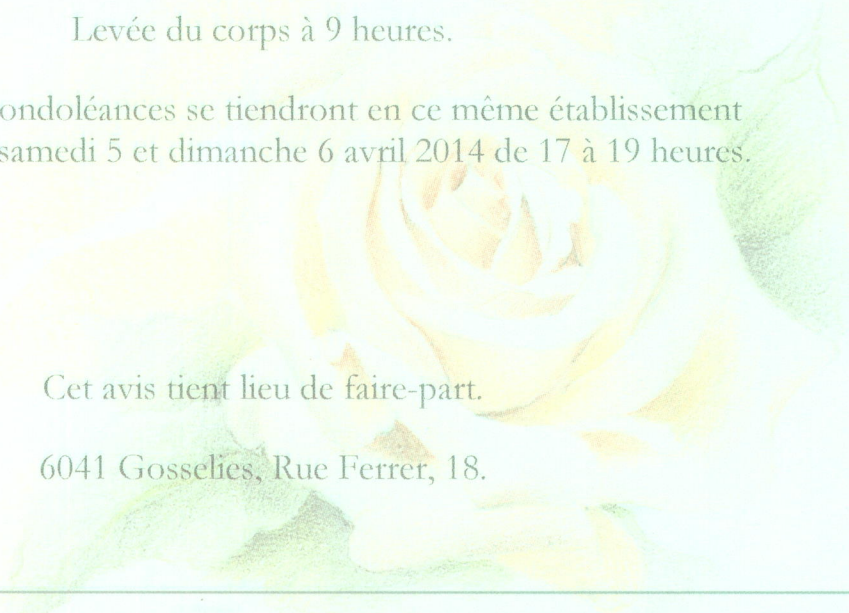 Levée du corps à 9 heures.
ondoléances se tiendront en ce même établissement
samedi 5 et dimanche 6 avril 2014 de 17 à 19 heures.
Cet avis tient lieu de faire-part.
6041 Gosselies, Rue Ferrer, 18.